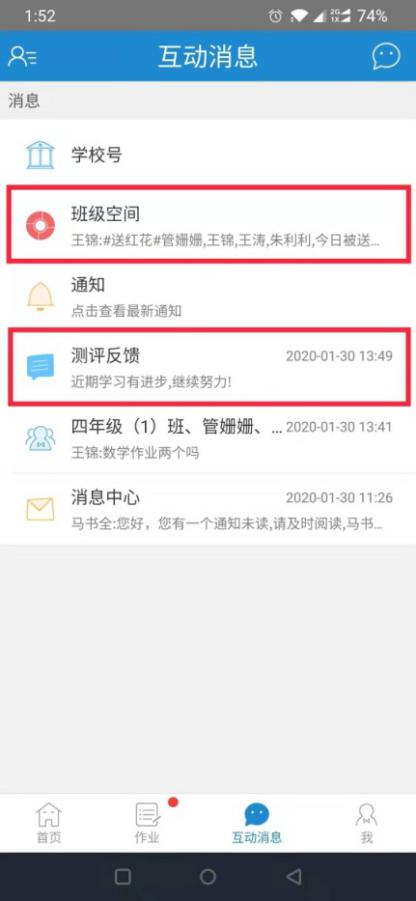 1:52
2G
1X
74%
互动消息
消息
学校号
班级空间
王锦:#送红花#管姗姗,王锦,王涛,朱利利,今日被送...
通知
点击查看最新通知
测评反馈 2020-01-30 13:49
近期学习有进步,继续努力!
四年级（1）班、管姗姗、... 2020-01-30 13:41
王锦:数学作业两个吗
消息中心 2020-01-30 11:26
马书全:您好，您有一个通知未读,请及时阅读,马书...
首页 作业 互动消息 我